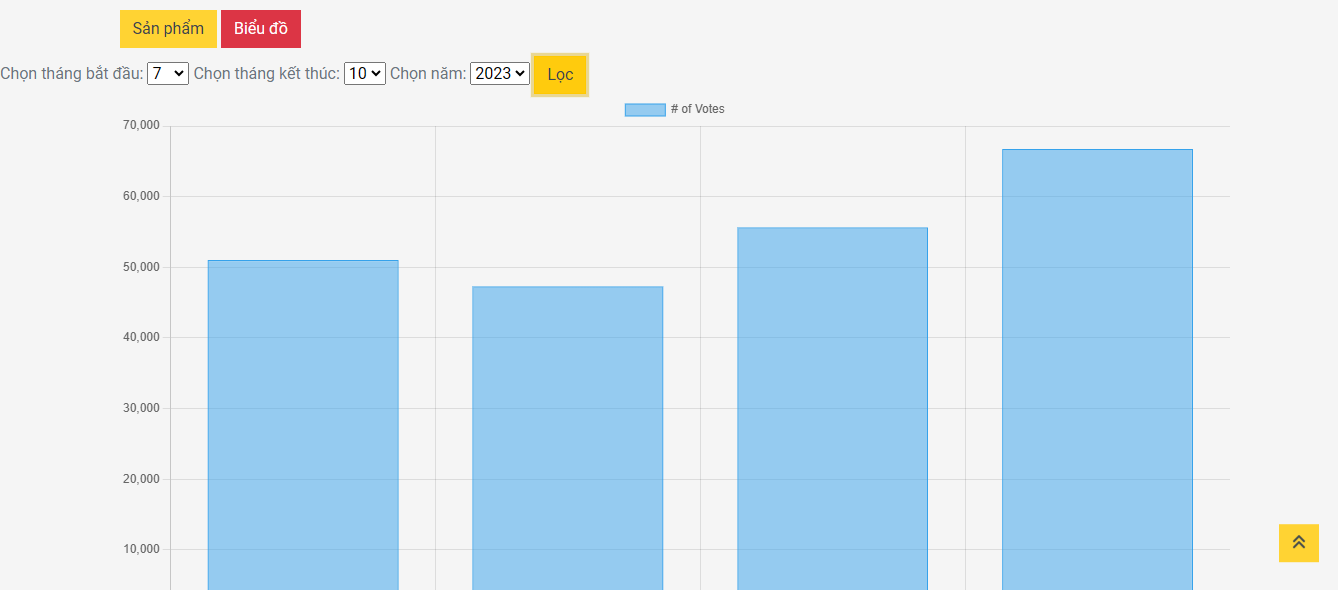 Sản phẩm Biểu đồ
Chọn tháng bắt đầu: 7 Chọn tháng kết thúc: 10 Chọn năm: 2023 Lọc
# of Votes
70,000
60,000
50,000
40,000
30,000
20,000
10,000